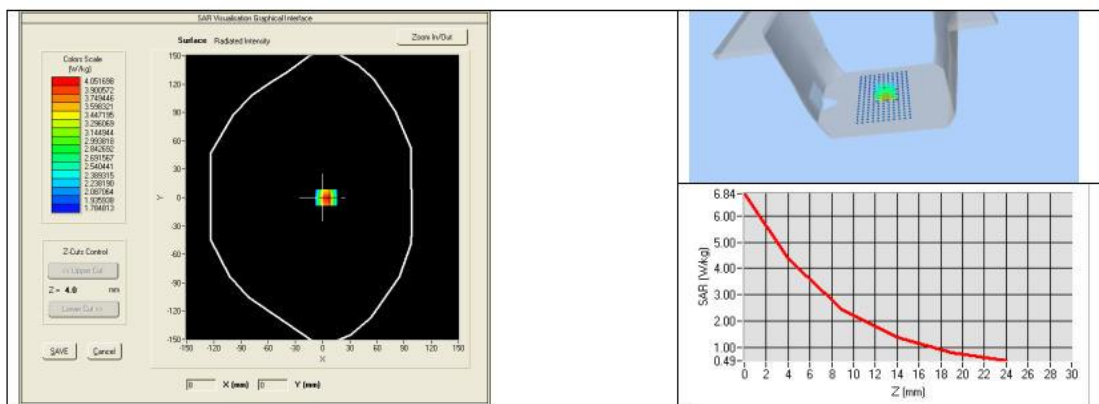 SAR Visualisation Graphical Interface
Surface Radiated Intensity
Zoom In/Out
Colors Scale
(W/kg)
4.051698
3.900572
3.749446
3.598321
3.447195
3.296069
3.144944
2.993818
2.842692
2.691567
2.540441
2.389315
2.238190
2.087064
1.935938
1.784813
Z-Cuts Control
<< Upper Cut
Z = 4.0 mm
Lower Cut >>
SAVE Cancel
150
120
90
60
30
0
-30
-60
-90
-120
-150
Y
-150 -120 -90 -60 -30 0 30 60 90 120 150
X
0 X (mm) 0 Y (mm)
6.84
6.00
5.00
4.00
3.00
2.00
1.00
0.49
SAR (W/kg)
0 2 4 6 8 10 12 14 16 18 20 22 24 26 28 30
Z (mm)